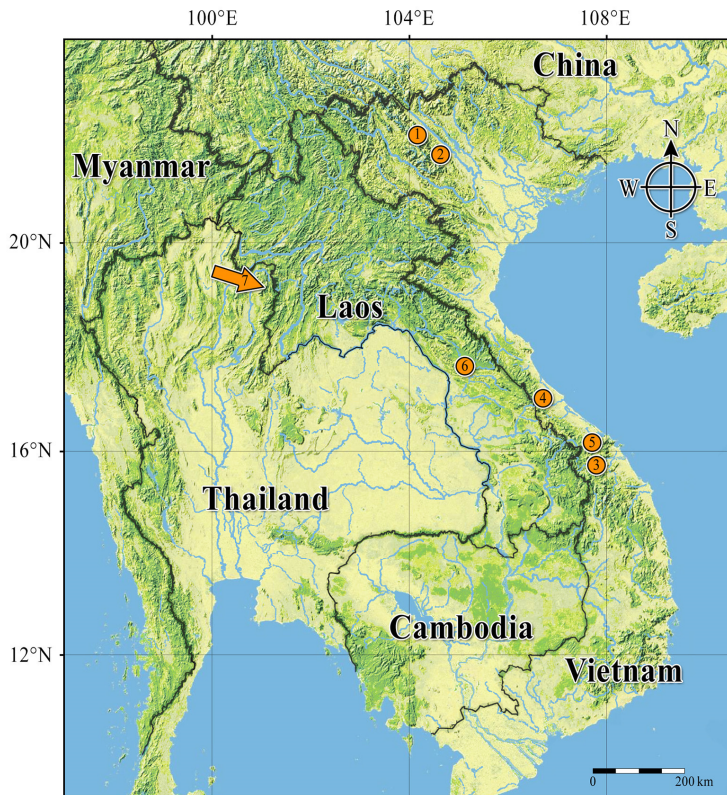 100°E 104°E 108°E
China
1
2
N
Myanmar
W E
S
20°N
7
Laos
6
4
5
16°N
3
Thailand
Cambodia
12°N
Vietnam
0 200 km